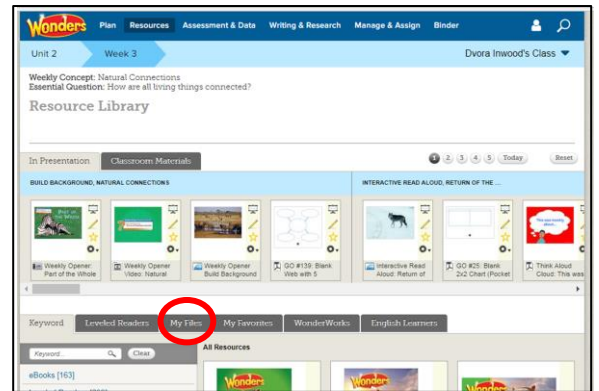 Wonders Plan Resources Assessment & Data Writing & Research Manage & Assign Binder
Unit 2 Week 3 Dvora Inwood's Class
Weekly Concept: Natural Connections
Essential Question: How are all living things connected?
Resource Library
In Presentation Classroom Materials 1 2 3 4 5 Today Reset
BUILD BACKGROUND, NATURAL CONNECTIONS INTERACTIVE READ ALOUD, RETURN OF THE ...
Weekly Opener: Weekly Opener Weekly Opener GO #139: Blank Interactive Read GO #25: Blank Think Aloud
Part of the Whole Video: Natural Build Background Web with 5 Aloud: Return of 2x2 Chart (Pocket Cloud: This was
Keyword Leveled Readers My Files My Favorites WonderWorks English Learners
Keyword... Clear All Resources
eBooks [163]
Wonders Wonders